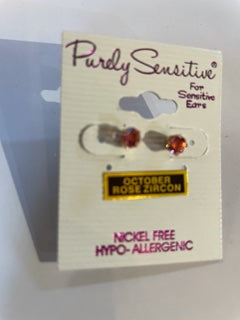 Purely Sensitive®
For
Sensitive
Ears
OCTOBER
ROSE ZIRCON
NICKEL FREE
HYPO-ALLERGENIC